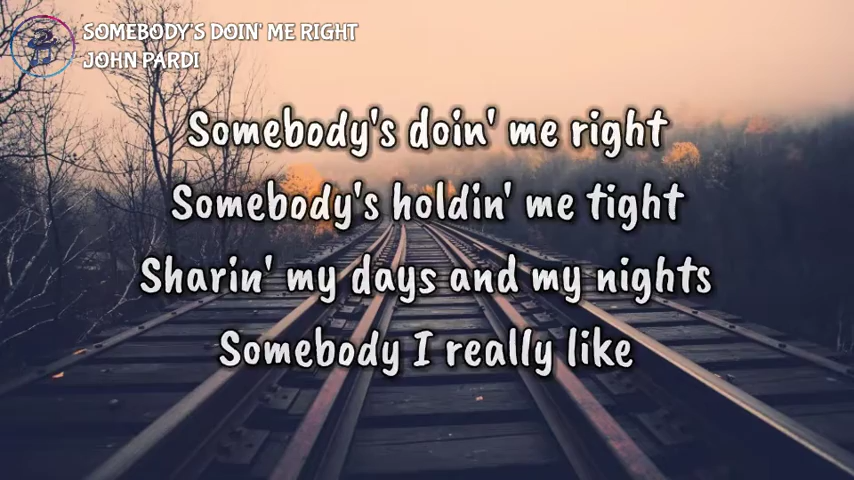 SOMEBODY'S DOIN' ME RIGHT
JOHN PARDI
Somebody's doin' me right
Somebody's holdin' me tight
Sharin' my days and my nights
Somebody I really like